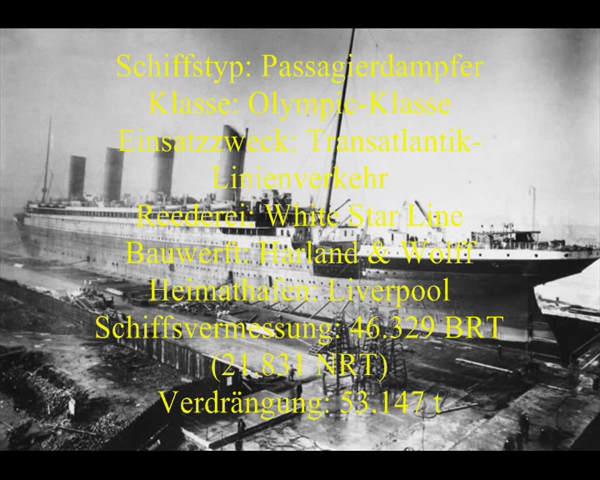 Schiffstyp: Passagierdampfer
Klasse: Olympic-Klasse
Einsatzzweck: Transatlantik-
Linienverkehr
Reederei: White Star Line
Bauwerft: Harland & Wolff
Heimathafen: Liverpool
Schiffsvermessung: 46.329 BRT
(21.831 NRT)
Verdrängung: 53.147 t